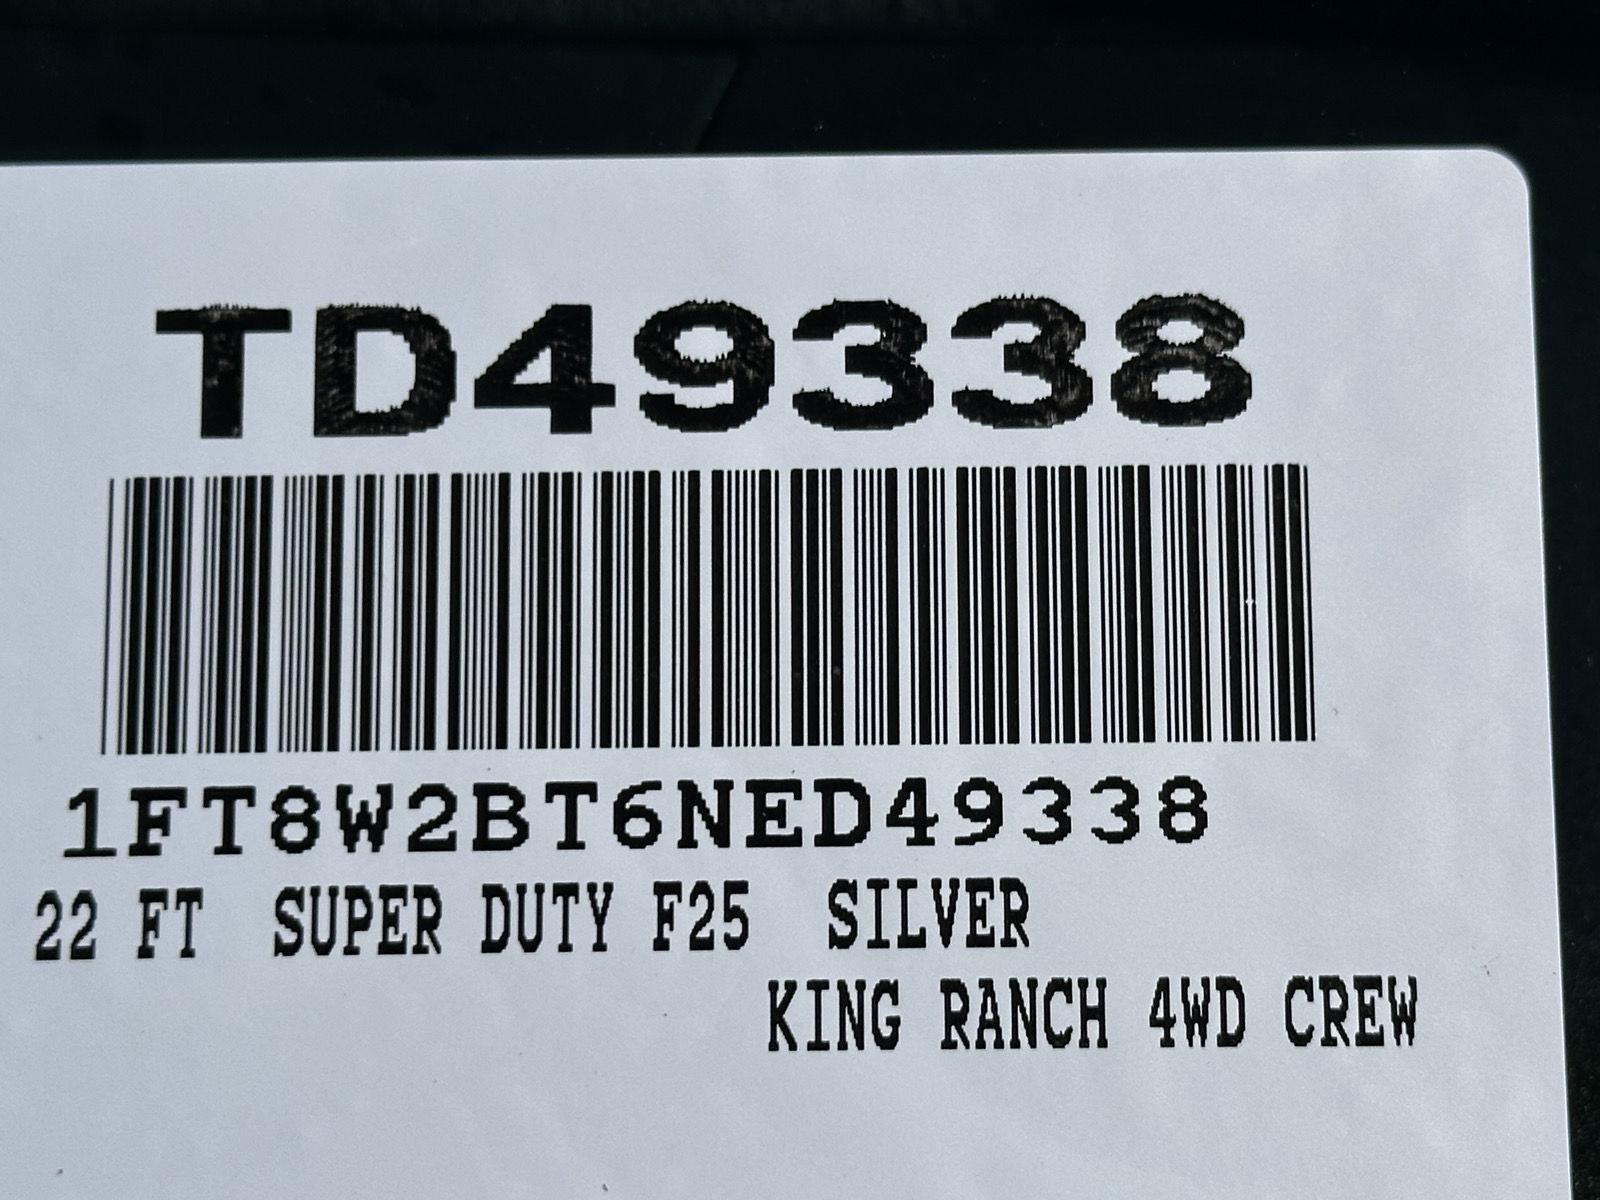 TD49338
1FT8W2BT6NED49338
22 FT SUPER DUTY F25 SILVER
KING RANCH 4WD CREW